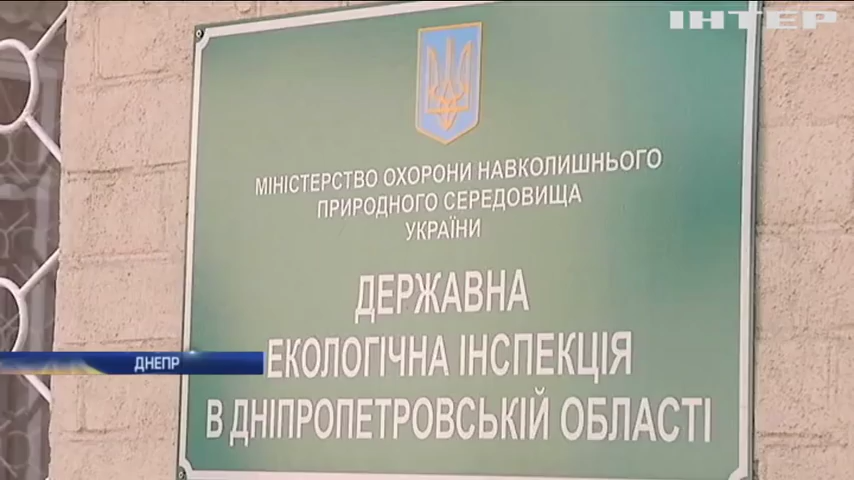 ІНТЕР
МІНІСТЕРСТВО ОХОРОНИ НАВКОЛИШНЬОГО
ПРИРОДНОГО СЕРЕДОВИЩА
УКРАЇНИ
ДЕРЖАВНА
ЕКОЛОГІЧНА ІНСПЕКЦІЯ
В ДНІПРОПЕТРОВСЬКІЙ ОБЛАСТІ
ДНЕПР